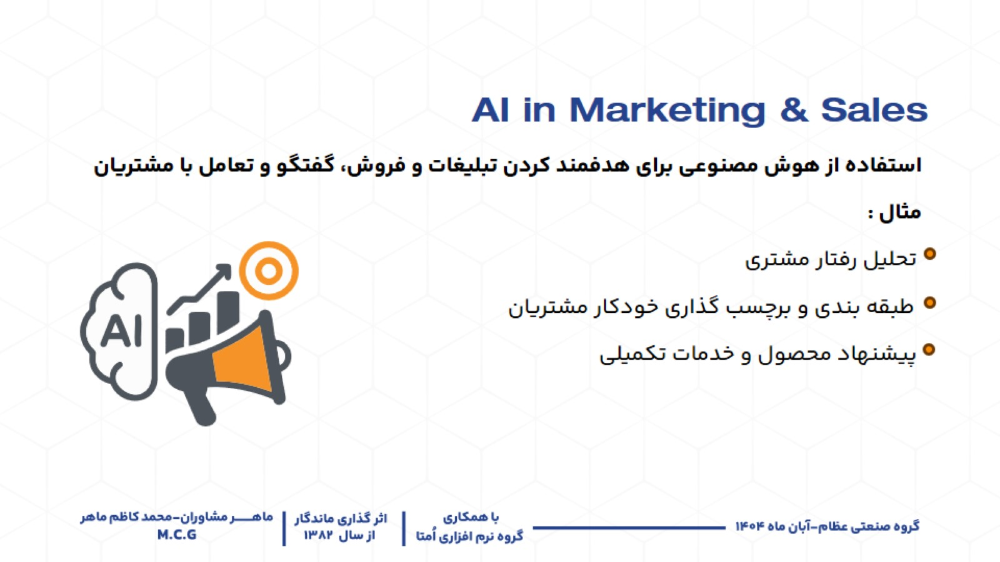 AI in Marketing & Sales
استفاده از هوش مصنوعی برای هدفمند کردن تبلیغات و فروش، گفتگو و تعامل با مشتریان
مثال :
تحلیل رفتار مشتری
طبقه بندی و برچسب گذاری خودکار مشتریان
پیشنهاد محصول و خدمات تکمیلی
AI
گروه صنعتی عظام-آبان ماه ۱۴۰۴
با همکاری
گروه نرم افزاری اُمتا
اثر گذاری ماندگار
از سال ۱۳۸۲
ماهـــر مشاوران-محمد کاظم ماهر
M.C.G